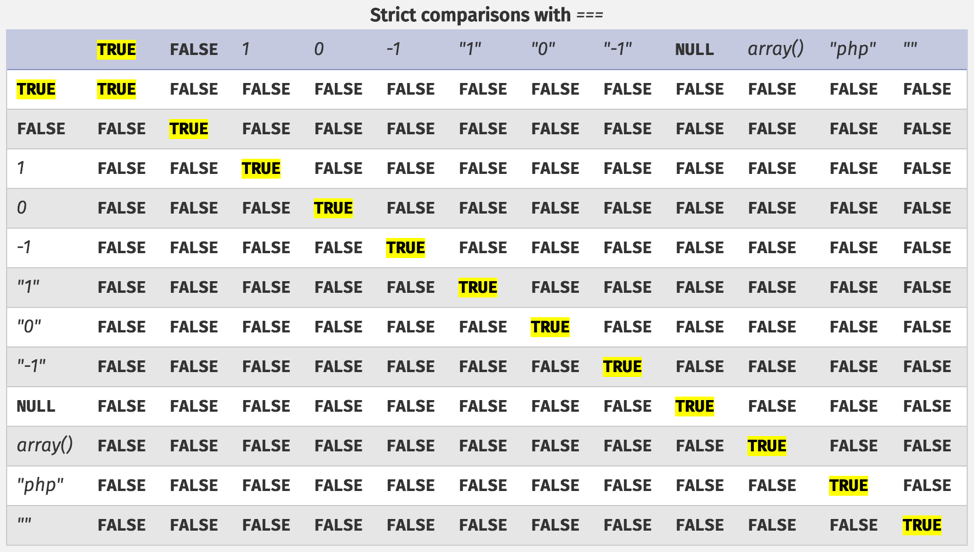 Strict comparisons with ===
TRUE FALSE 1 0 -1 "1" "0" "-1" NULL array() "php" ""
TRUE TRUE FALSE FALSE FALSE FALSE FALSE FALSE FALSE FALSE FALSE FALSE FALSE
FALSE FALSE TRUE FALSE FALSE FALSE FALSE FALSE FALSE FALSE FALSE FALSE FALSE
1 FALSE FALSE TRUE FALSE FALSE FALSE FALSE FALSE FALSE FALSE FALSE FALSE
0 FALSE FALSE FALSE TRUE FALSE FALSE FALSE FALSE FALSE FALSE FALSE FALSE
-1 FALSE FALSE FALSE FALSE TRUE FALSE FALSE FALSE FALSE FALSE FALSE FALSE
"1" FALSE FALSE FALSE FALSE FALSE TRUE FALSE FALSE FALSE FALSE FALSE FALSE
"0" FALSE FALSE FALSE FALSE FALSE FALSE TRUE FALSE FALSE FALSE FALSE FALSE
"-1" FALSE FALSE FALSE FALSE FALSE FALSE FALSE TRUE FALSE FALSE FALSE FALSE
NULL FALSE FALSE FALSE FALSE FALSE FALSE FALSE FALSE TRUE FALSE FALSE FALSE
array() FALSE FALSE FALSE FALSE FALSE FALSE FALSE FALSE FALSE TRUE FALSE FALSE
"php" FALSE FALSE FALSE FALSE FALSE FALSE FALSE FALSE FALSE FALSE TRUE FALSE
"" FALSE FALSE FALSE FALSE FALSE FALSE FALSE FALSE FALSE FALSE FALSE TRUE